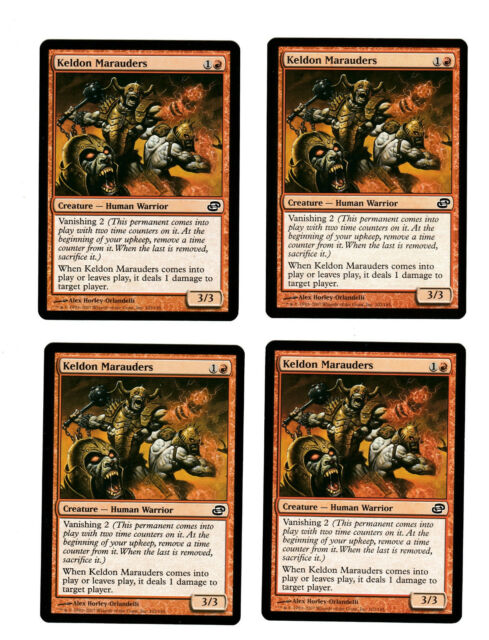 Keldon Marauders 1
Creature — Human Warrior
Vanishing 2 (This permanent comes into
play with two time counters on it. At the
beginning of your upkeep, remove a time
counter from it. When the last is removed,
sacrifice it.)
When Keldon Marauders comes into
play or leaves play, it deals 1 damage to
target player.
Alex Horley-Orlandelli
3/3
Keldon Marauders 1
Creature — Human Warrior
Vanishing 2 (This permanent comes into
play with two time counters on it. At the
beginning of your upkeep, remove a time
counter from it. When the last is removed,
sacrifice it.)
When Keldon Marauders comes into
play or leaves play, it deals 1 damage to
target player.
Alex Horley-Orlandelli
3/3
Keldon Marauders 1
Creature — Human Warrior
Vanishing 2 (This permanent comes into
play with two time counters on it. At the
beginning of your upkeep, remove a time
counter from it. When the last is removed,
sacrifice it.)
When Keldon Marauders comes into
play or leaves play, it deals 1 damage to
target player.
Alex Horley-Orlandelli
3/3
Keldon Marauders 1
Creature — Human Warrior
Vanishing 2 (This permanent comes into
play with two time counters on it. At the
beginning of your upkeep, remove a time
counter from it. When the last is removed,
sacrifice it.)
When Keldon Marauders comes into
play or leaves play, it deals 1 damage to
target player.
Alex Horley-Orlandelli
3/3